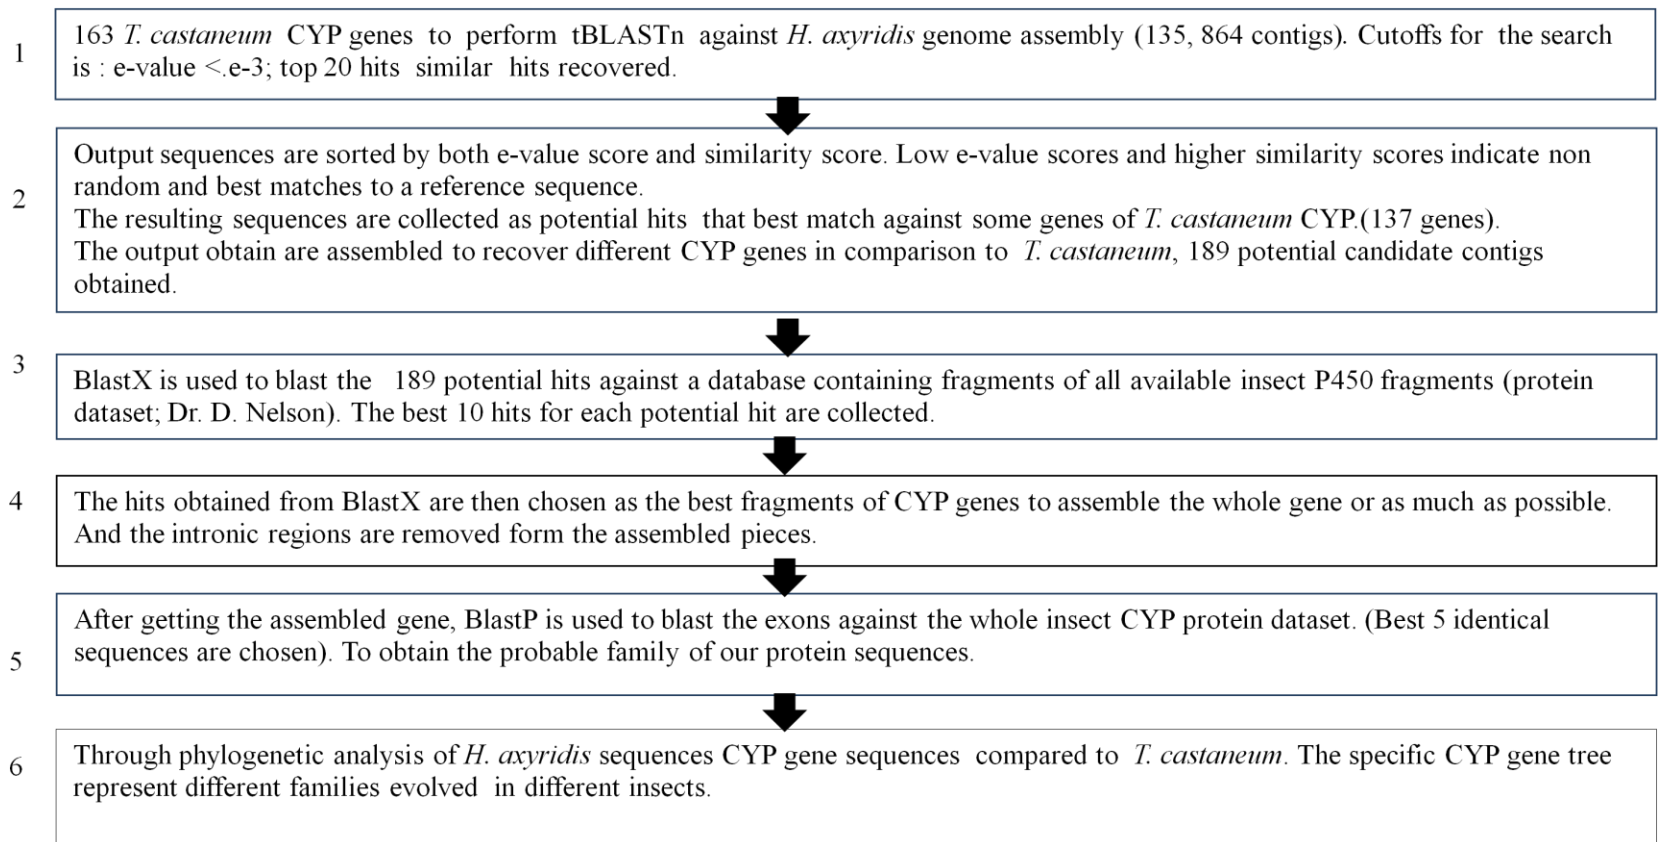 1
163 T. castaneum CYP genes to perform tBLASTn against H. axyridis genome assembly (135, 864 contigs). Cutoffs for the search
is : e-value <.e-3; top 20 hits similar hits recovered.
2
Output sequences are sorted by both e-value score and similarity score. Low e-value scores and higher similarity scores indicate non
random and best matches to a reference sequence.
The resulting sequences are collected as potential hits that best match against some genes of T. castaneum CYP.(137 genes).
The output obtain are assembled to recover different CYP genes in comparison to T. castaneum, 189 potential candidate contigs
obtained.
3
BlastX is used to blast the 189 potential hits against a database containing fragments of all available insect P450 fragments (protein
dataset; Dr. D. Nelson). The best 10 hits for each potential hit are collected.
4
The hits obtained from BlastX are then chosen as the best fragments of CYP genes to assemble the whole gene or as much as possible.
And the intronic regions are removed form the assembled pieces.
5
After getting the assembled gene, BlastP is used to blast the exons against the whole insect CYP protein dataset. (Best 5 identical
sequences are chosen). To obtain the probable family of our protein sequences.
6
Through phylogenetic analysis of H. axyridis sequences CYP gene sequences compared to T. castaneum. The specific CYP gene tree
represent different families evolved in different insects.